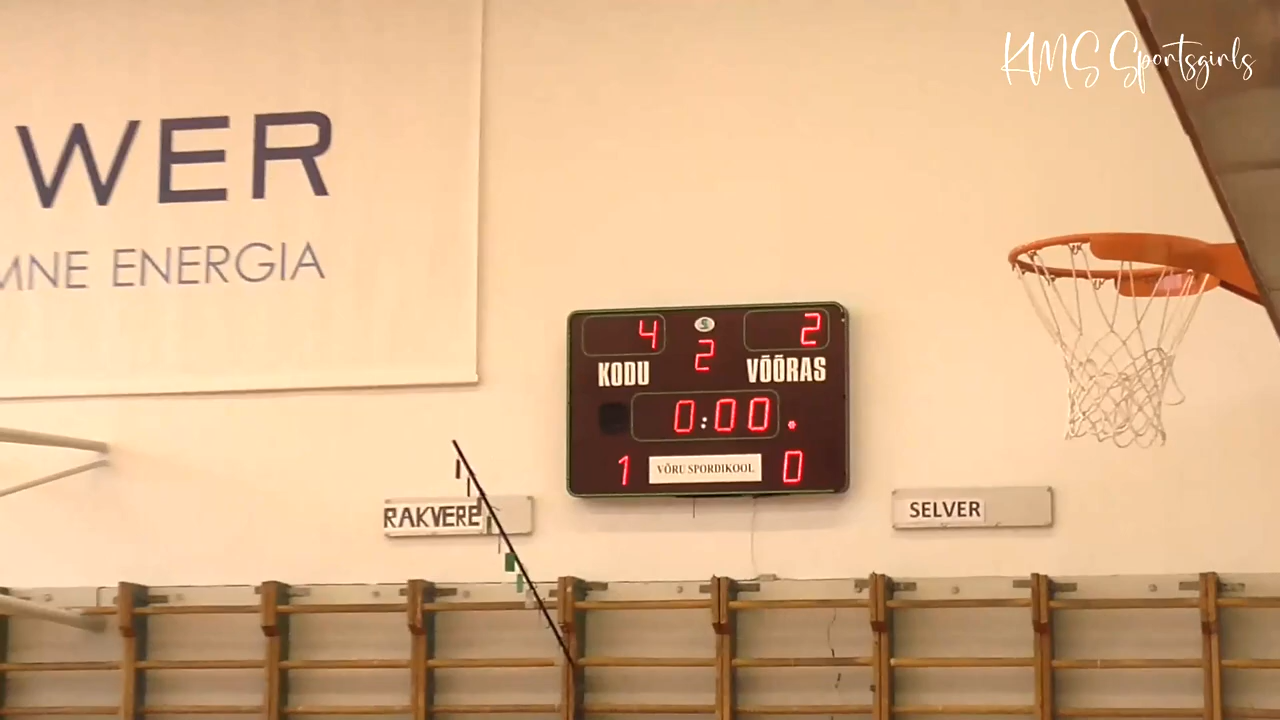 KMS Sportsgirls
WER
MNE ENERGIA
4 2
2
KODU VÕÕRAS
0:00.
1 VÕRU SPORDIKOOL 0
RAKVERE
SELVER